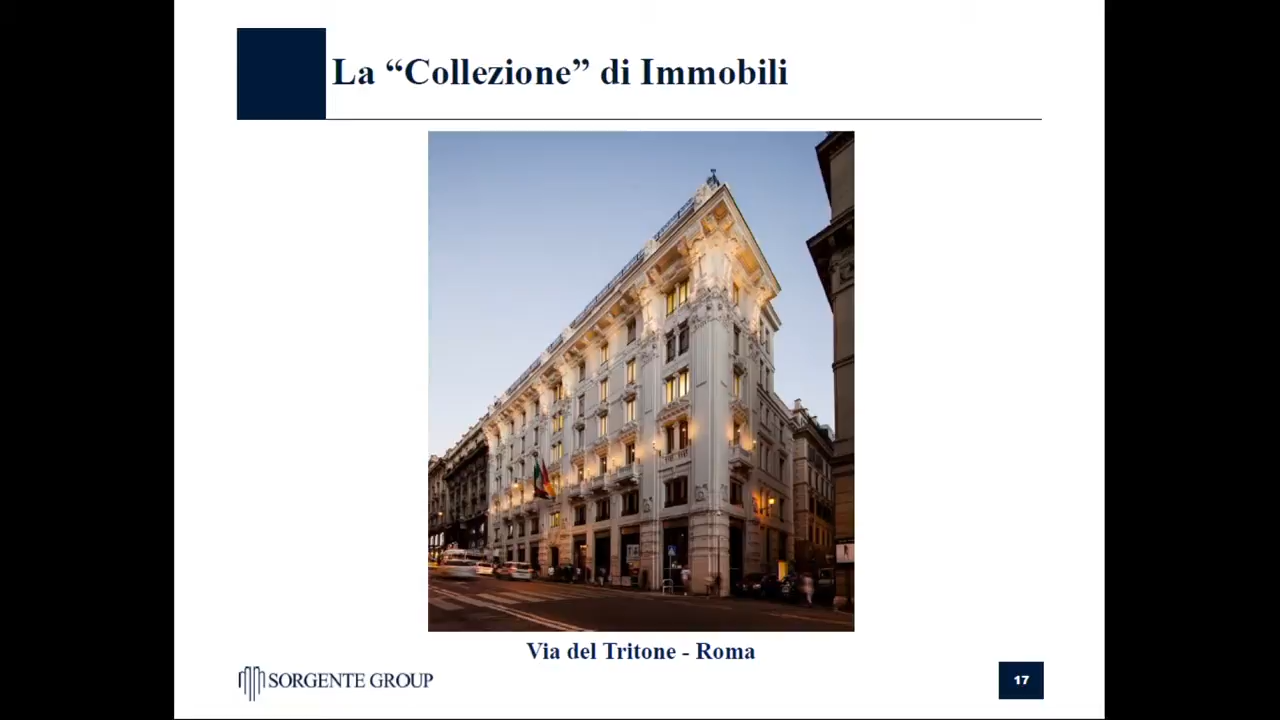 La “Collezione” di Immobili
Via del Tritone - Roma
SORGENTE GROUP
17